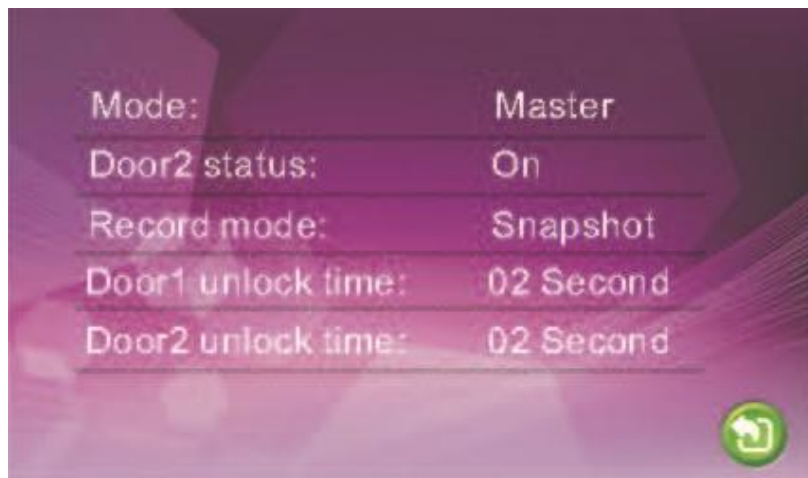 Mode: Master
Door2 status: On
Record mode: Snapshot
Door1 unlock time: 02 Second
Door2 unlock time: 02 Second